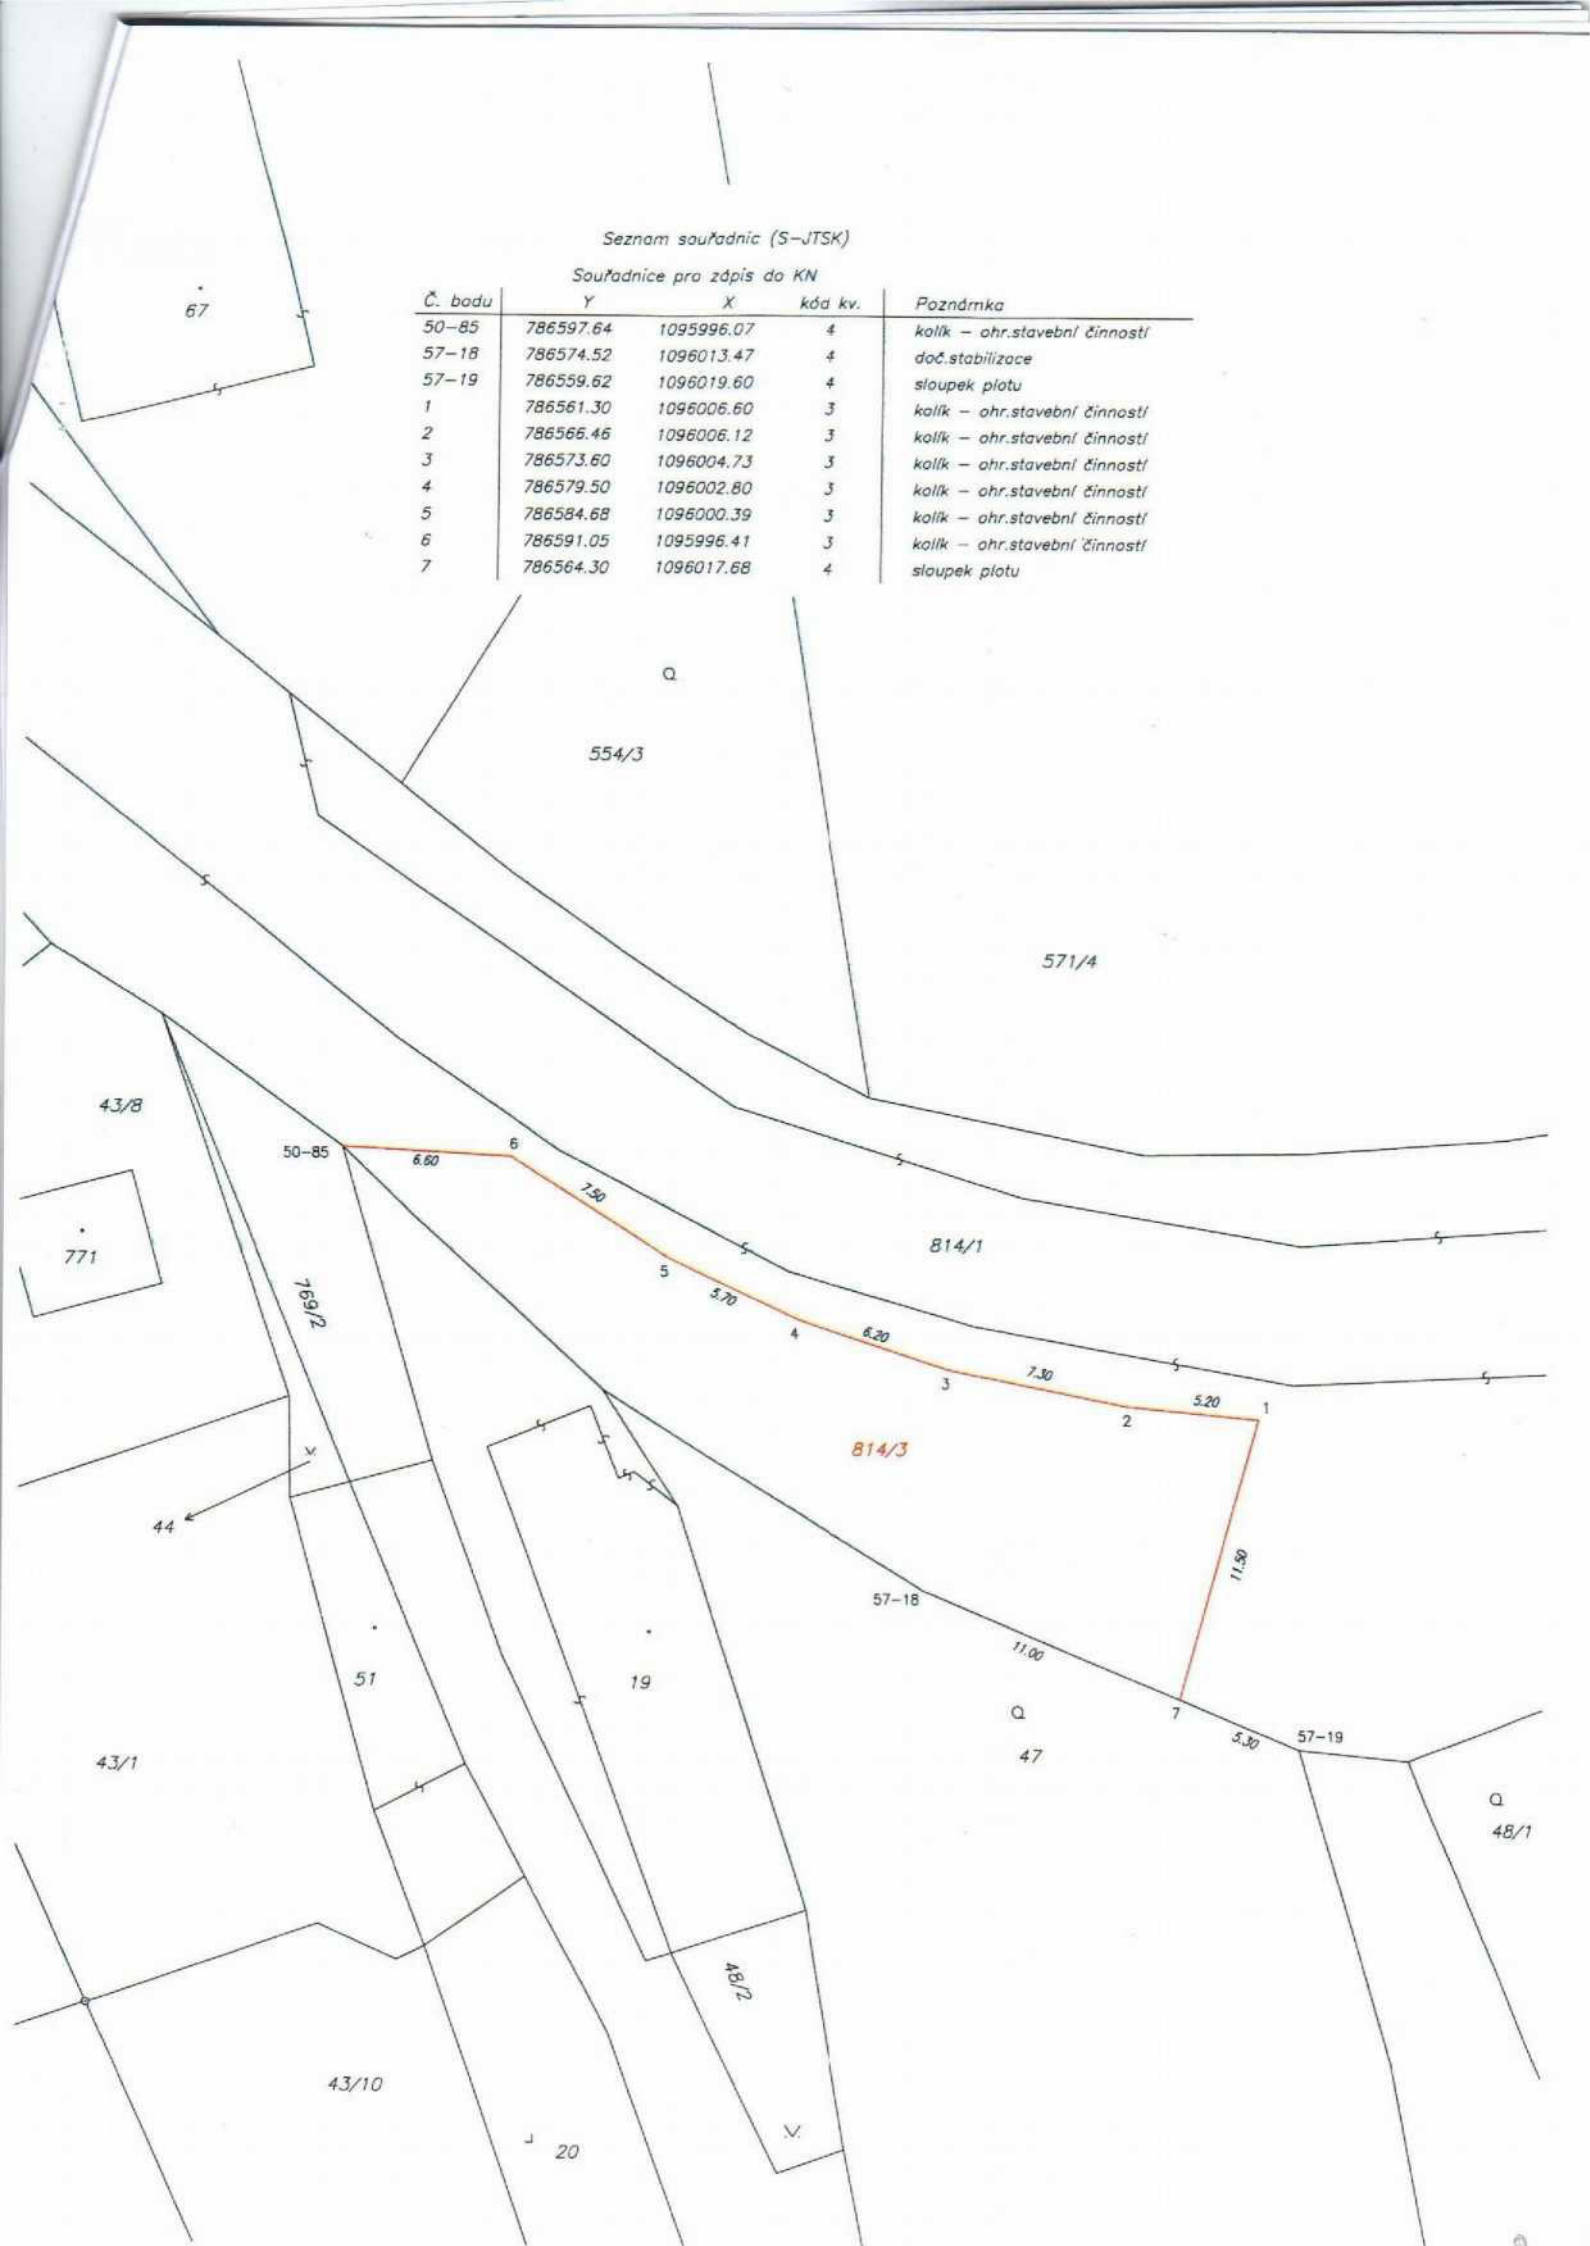 Seznam souřadnic (S-JTSK)
Souřadnice pro zápis do KN
Č. bodu Y X kód kv. Poznámka
50-85 786597.64 1095996.07 4 kolík - ohr.stavební činností
57-18 786574.52 1096013.47 4 doč.stabilizace
57-19 786559.62 1096019.60 4 sloupek plotu
1 786561.30 1096006.60 3 kolík - ohr.stavební činností
2 786566.46 1096006.12 3 kolík - ohr.stavební činností
3 786573.60 1096004.73 3 kolík - ohr.stavební činností
4 786579.50 1096002.80 3 kolík - ohr.stavební činností
5 786584.68 1096000.39 3 kolík - ohr.stavební činností
6 786591.05 1095996.41 3 kolík - ohr.stavební činností
7 786564.30 1096017.68 4 sloupek plotu
67
554/3
571/4
43/8
50-85
6
6.60
7.50
771
814/1
5
769/2
5.70
4
6.20
3
7.30
5.20
1
2
814/3
44
11.50
57-18
11.00
51
19
7
47
5.30
57-19
43/1
48/1
48/2
43/10
20